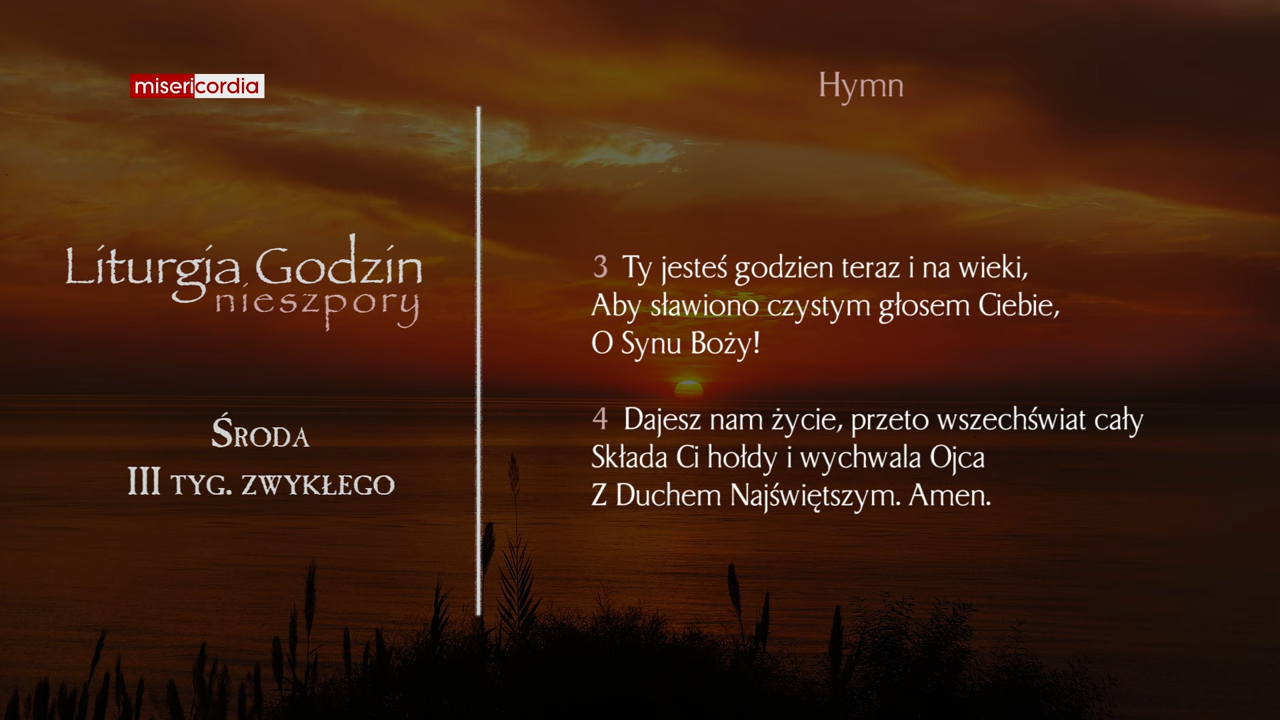 misericordia
Liturgia Godzin
nieszpory
Środa
III tyg. zwykłego
Hymn
3 Ty jesteś godzien teraz i na wieki,
Aby sławiono czystym głosem Ciebie,
O Synu Boży!
4 Dajesz nam życie, przeto wszechświat cały
Składa Ci hołdy i wychwala Ojca
Z Duchem Najświętszym. Amen.